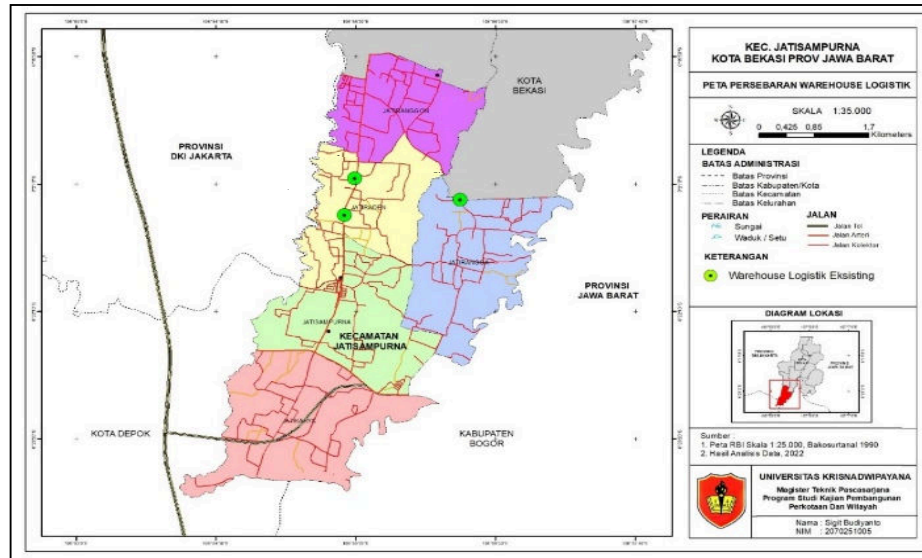 KEC. JATISAMPURNA
KOTA BEKASI PROV JAWA BARAT
PETA PERSEBARAN WAREHOUSE LOGISTIK
SKALA 1:35.000
0 0,425 0,85 1,7
Kilometers
LEGENDA
BATAS ADMINISTRASI
Batas Provinsi
Batas Kabupaten/Kota
Batas Kecamatan
Batas Kelurahan
PERAIRAN
Sungai
Waduk / Setu
JALAN
Jalan Tol
Jalan Arteri
Jalan Kolektor
KETERANGAN
Warehouse Logistik Eksisting
DIAGRAM LOKASI
Sumber :
1. Peta RBI Skala 1:25.000, Bakosurtanal 1990
2. Hasil Analisis Data, 2022
UNIVERSITAS KRISNADWIPAYANA
Magister Teknik Pascasarjana
Program Studi Kajian Pembangunan
Perkotaan Dan Wilayah
Nama : Sigit Budiyanto
NIM : 2070251005
KOTA
BEKASI
PROVINSI
DKI JAKARTA
JATIRADEN
PROVINSI
JAWA BARAT
JATISAMPURNA
KECAMATAN
JATISAMPURNA
KOTA DEPOK
KABUPATEN
BOGOR